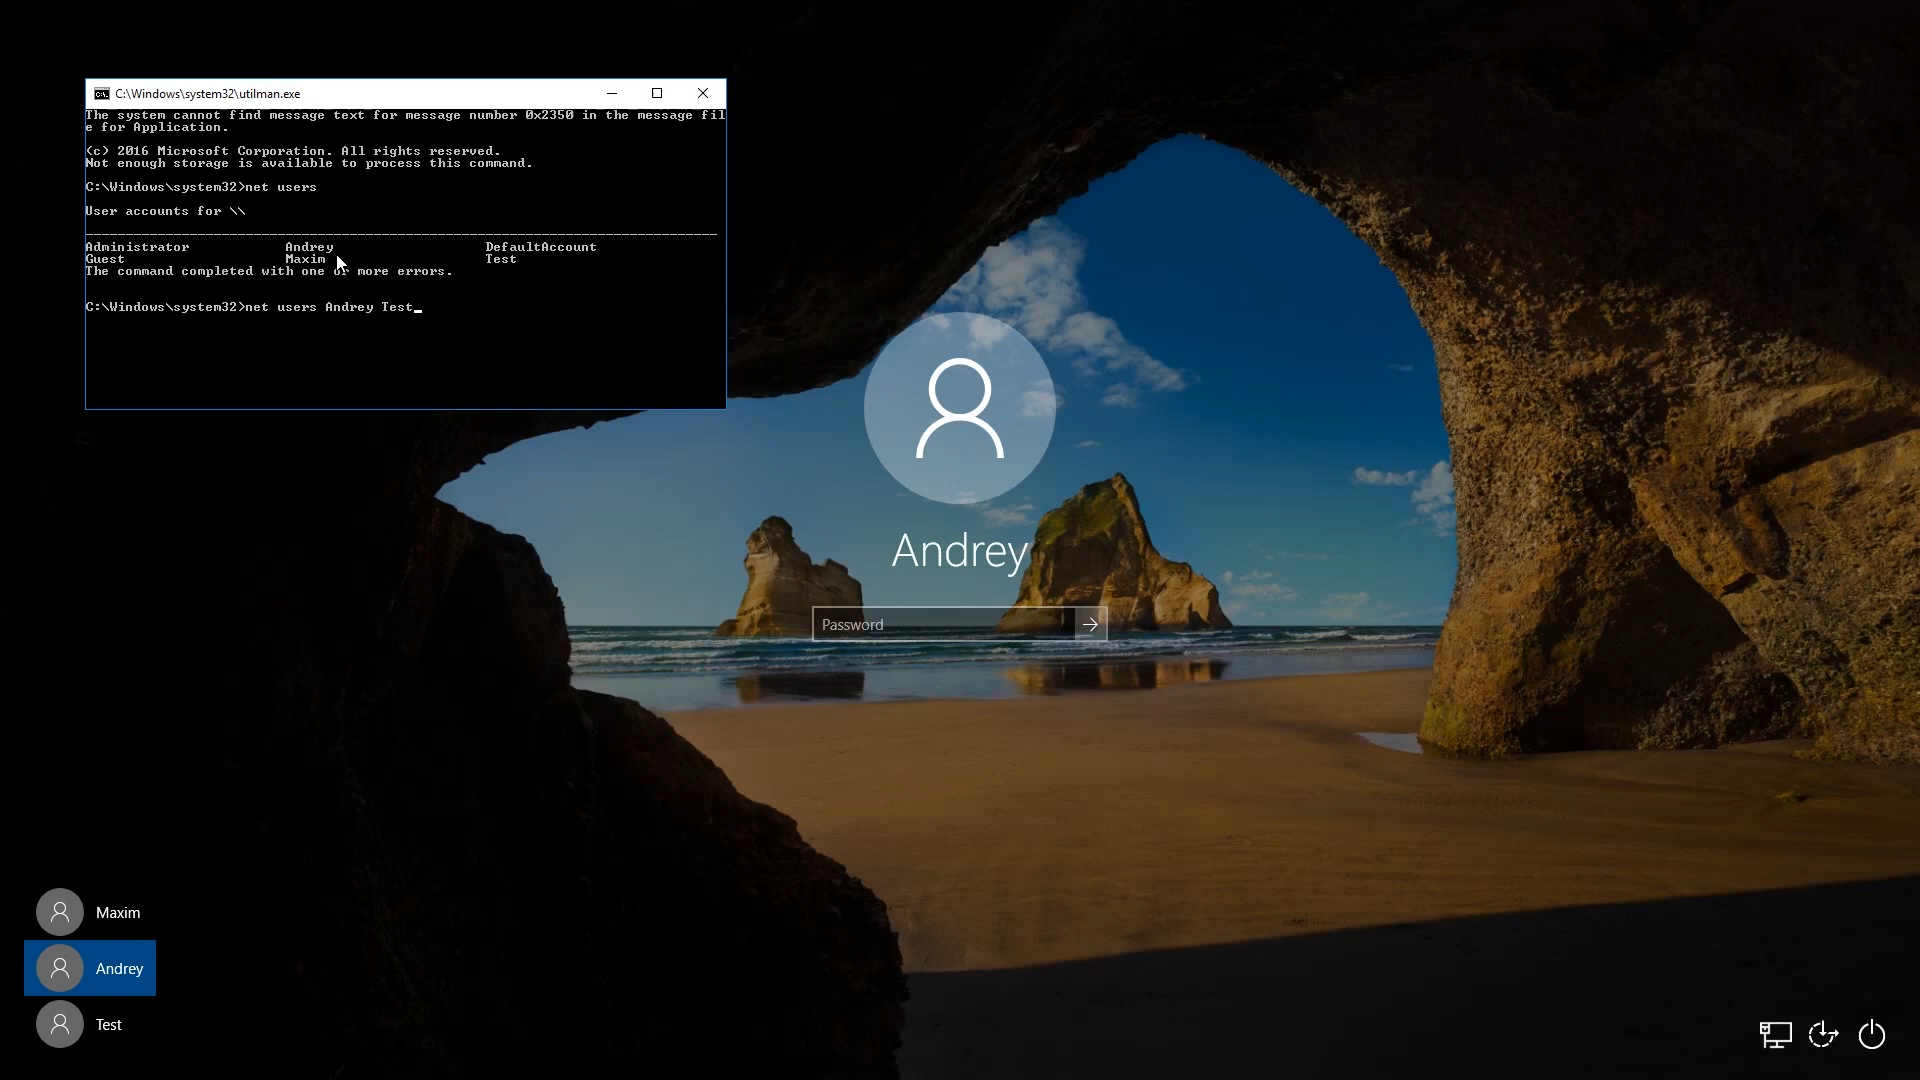 C:\Windows\system32\utilman.exe
The system cannot find message text for message number 0x2350 in the message fil
e for Application.
(c) 2016 Microsoft Corporation. All rights reserved.
Not enough storage is available to process this command.
C:\Windows\system32>net users
User accounts for \\
-------------------------------------------------------------------------------
Administrator Andrey DefaultAccount
Guest Maxim Test
The command completed with one or more errors.
C:\Windows\system32>net users Andrey Test_
Andrey
Password
Maxim
Andrey
Test